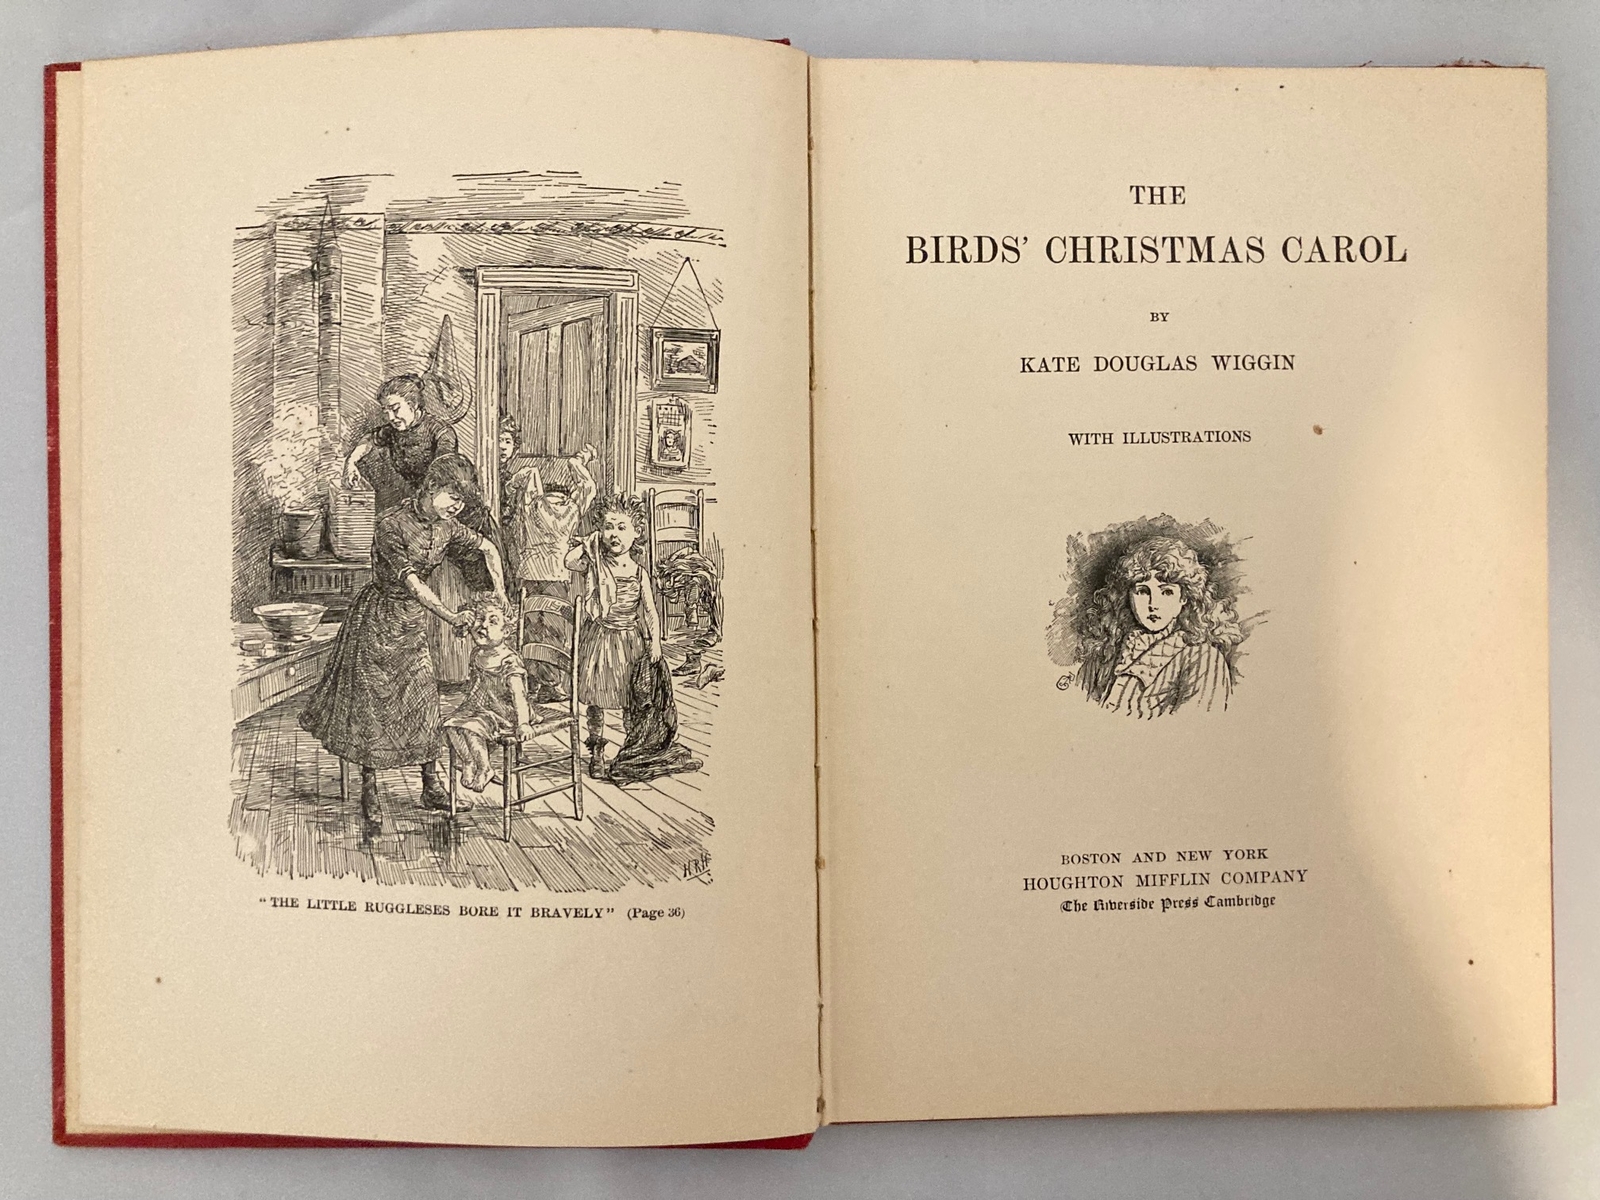 "THE LITTLE RUGGLESES BORE IT BRAVELY" (Page 36)
HRH
THE
BIRDS' CHRISTMAS CAROL
BY
KATE DOUGLAS WIGGIN
WITH ILLUSTRATIONS
BOSTON AND NEW YORK
HOUGHTON MIFFLIN COMPANY
The Riverside Press Cambridge